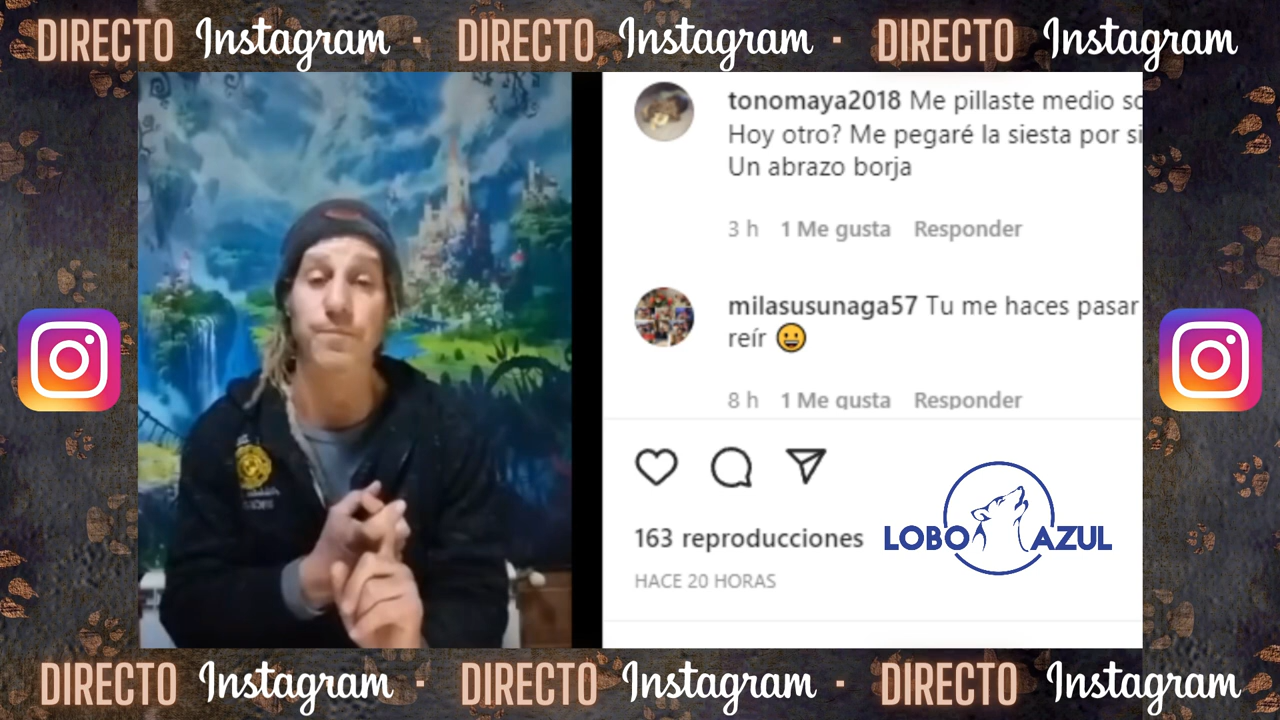 DIRECTO Instagram · DIRECTO Instagram · DIRECTO Instagram
tonomaya2018 Me pillaste medio
Hoy otro? Me pegaré la siesta por
Un abrazo borja
3 h 1 Me gusta Responder
milasusunaga57 Tu me haces pasar
reír 😀
8 h 1 Me gusta Responder
163 reproducciones
LOBO AZUL
HACE 20 HORAS
DIRECTO Instagram · DIRECTO Instagram · DIRECTO Instagram